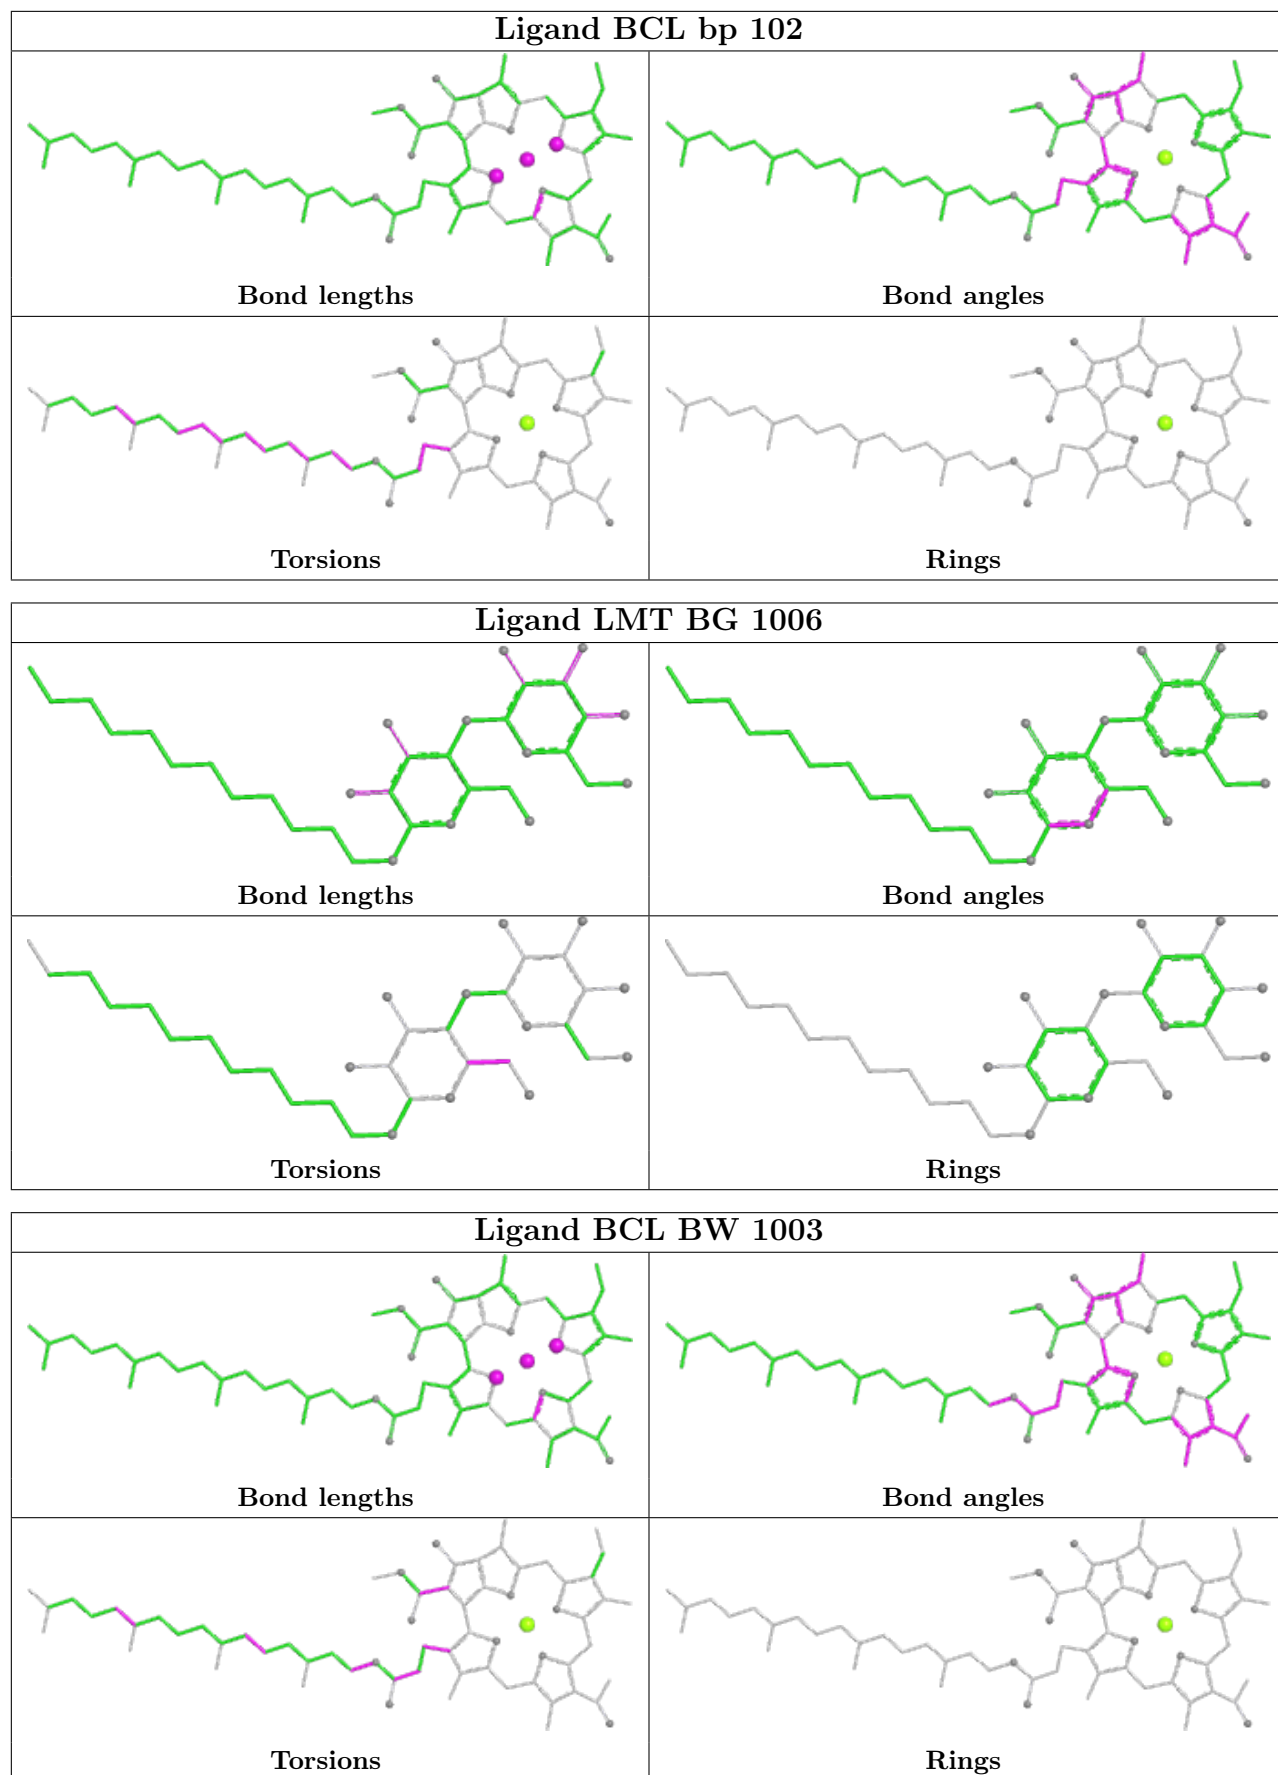 Ligand BCL bp 102
Bond lengths
Bond angles
Torsions
Rings
Ligand LMT BG 1006
Bond lengths
Bond angles
Torsions
Rings
Ligand BCL BW 1003
Bond lengths
Bond angles
Torsions
Rings